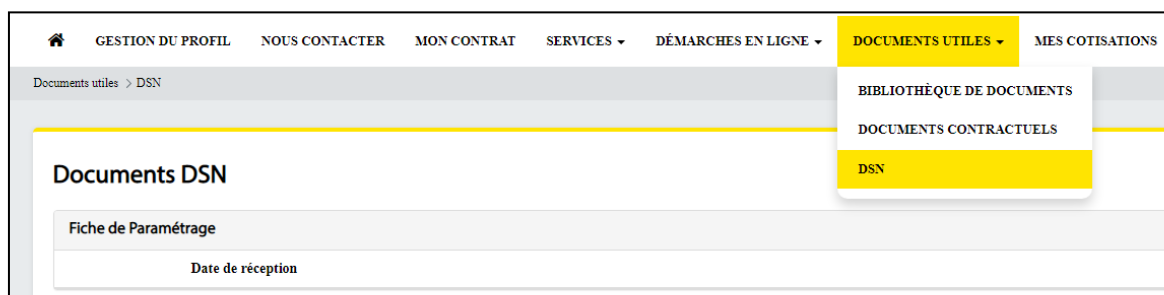 GESTION DU PROFIL NOUS CONTACTER MON CONTRAT SERVICES DÉMARCHES EN LIGNE DOCUMENTS UTILES MES COTISATIONS
Documents utiles > DSN
BIBLIOTHÈQUE DE DOCUMENTS
DOCUMENTS CONTRACTUELS
DSN
Documents DSN
Fiche de Paramétrage
Date de réception